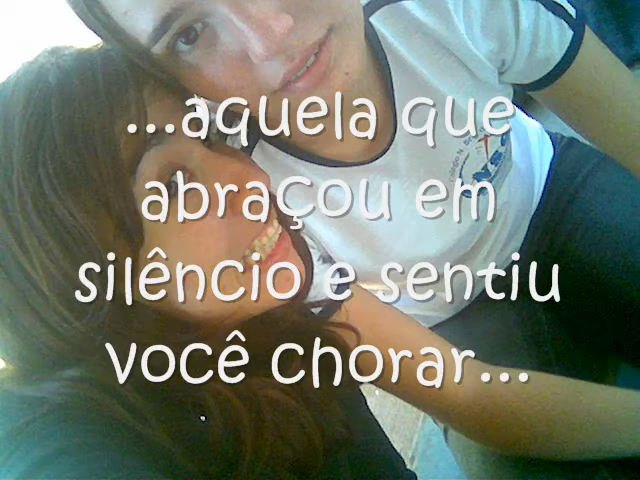 ...aquela que
abraçou em
silêncio e sentiu
você chorar...